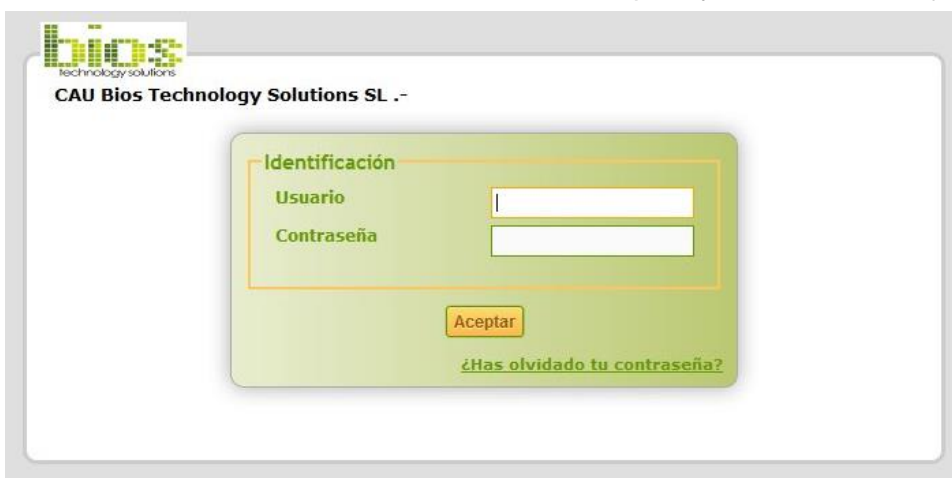 bios
technology solutions
CAU Bios Technology Solutions SL .-
Identificación
Usuario
Contraseña
Aceptar
¿Has olvidado tu contraseña?